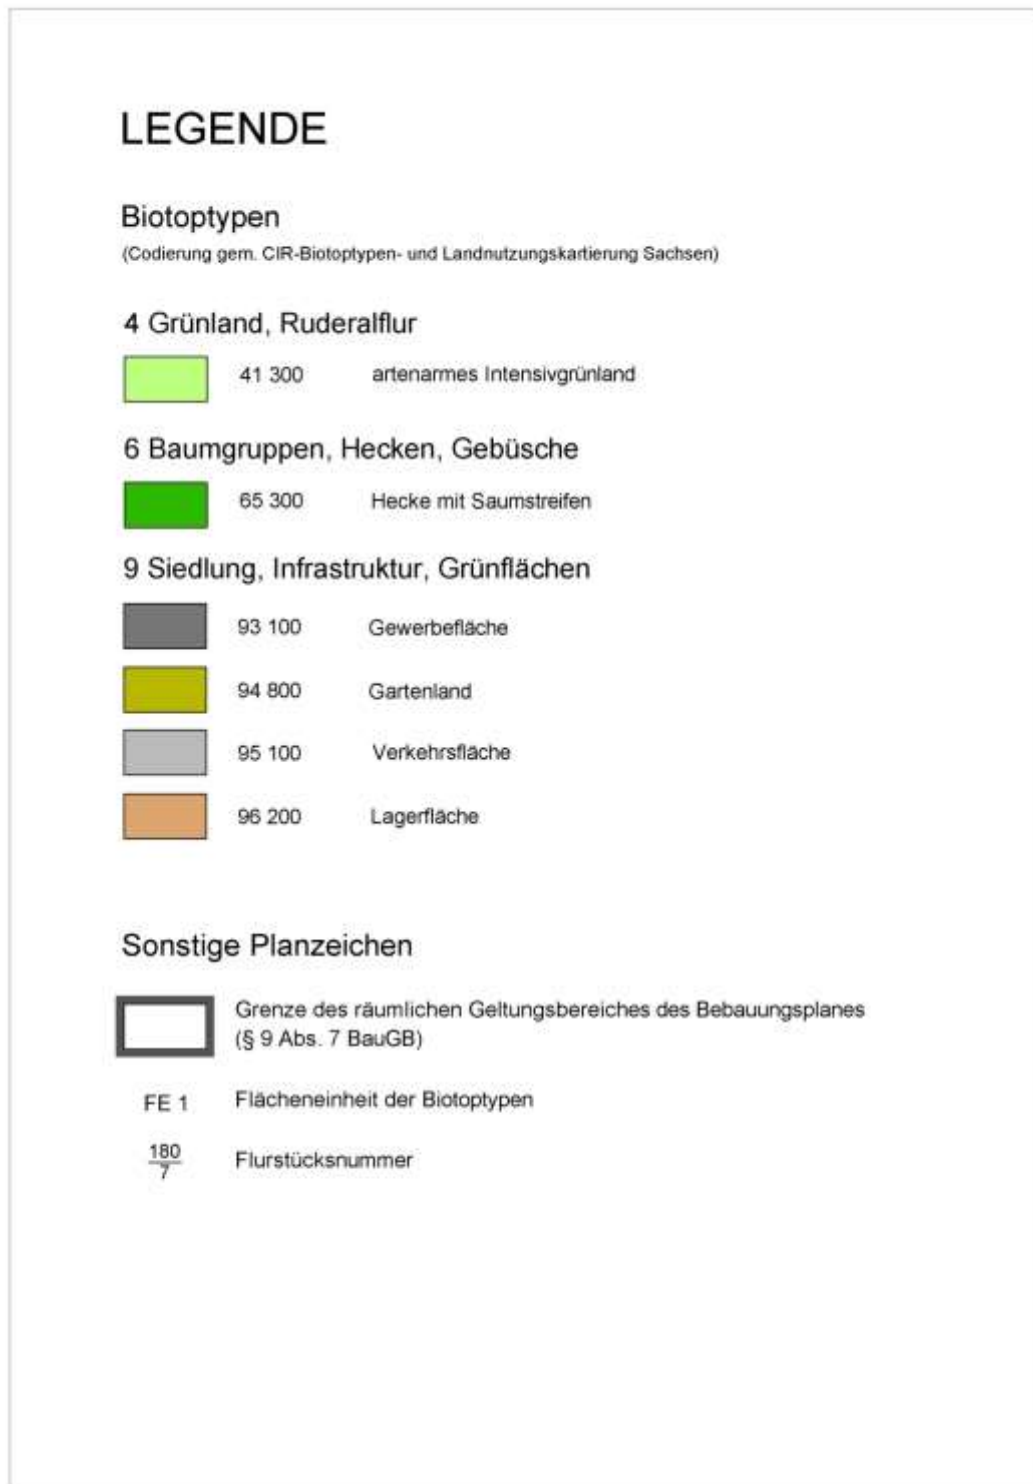 LEGENDE
Biotoptypen
(Codierung gem. CIR-Biotoptypen- und Landnutzungskartierung Sachsen)
4 Grünland, Ruderalflur
41 300 artenarmes Intensivgrünland
6 Baumgruppen, Hecken, Gebüsche
65 300 Hecke mit Saumstreifen
9 Siedlung, Infrastruktur, Grünflächen
93 100 Gewerbefläche
94 800 Gartenland
95 100 Verkehrsfläche
96 200 Lagerfläche
Sonstige Planzeichen
Grenze des räumlichen Geltungsbereiches des Bebauungsplanes
(§ 9 Abs. 7 BauGB)
FE 1 Flächeneinheit der Biotoptypen
180
7
Flurstücksnummer